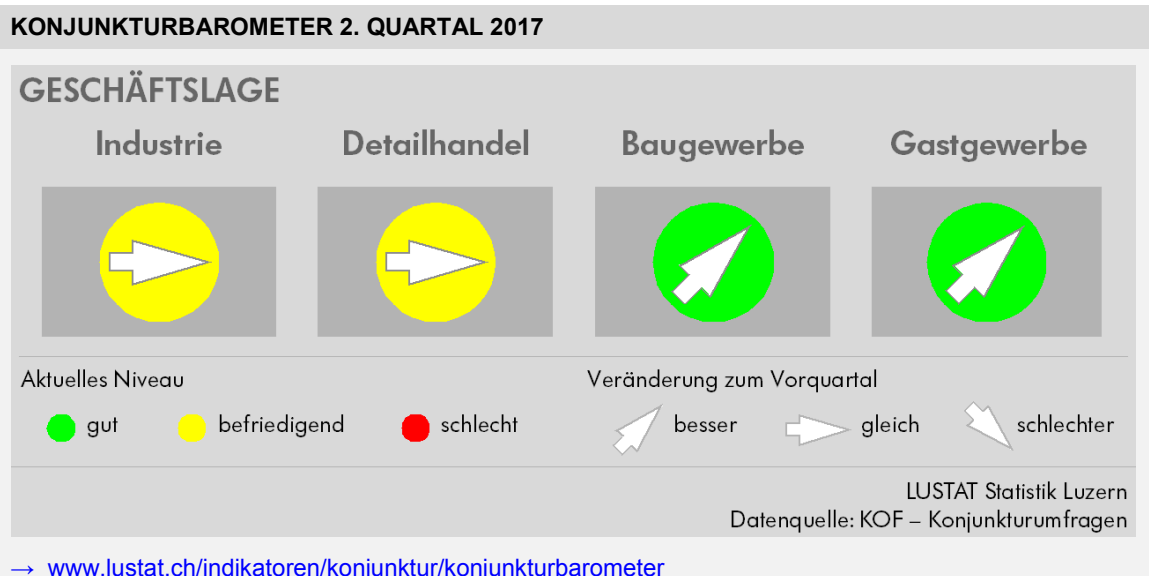 KONJUNKTURBAROMETER 2. QUARTAL 2017
GESCHÄFTSLAGE
Industrie Detailhandel Baugewerbe Gastgewerbe
Aktuelles Niveau Veränderung zum Vorquartal
gut befriedigend schlecht besser gleich schlechter
LUSTAT Statistik Luzern
Datenquelle: KOF – Konjunkturumfragen
→ www.lustat.ch/indikatoren/konjunktur/konjunkturbarometer